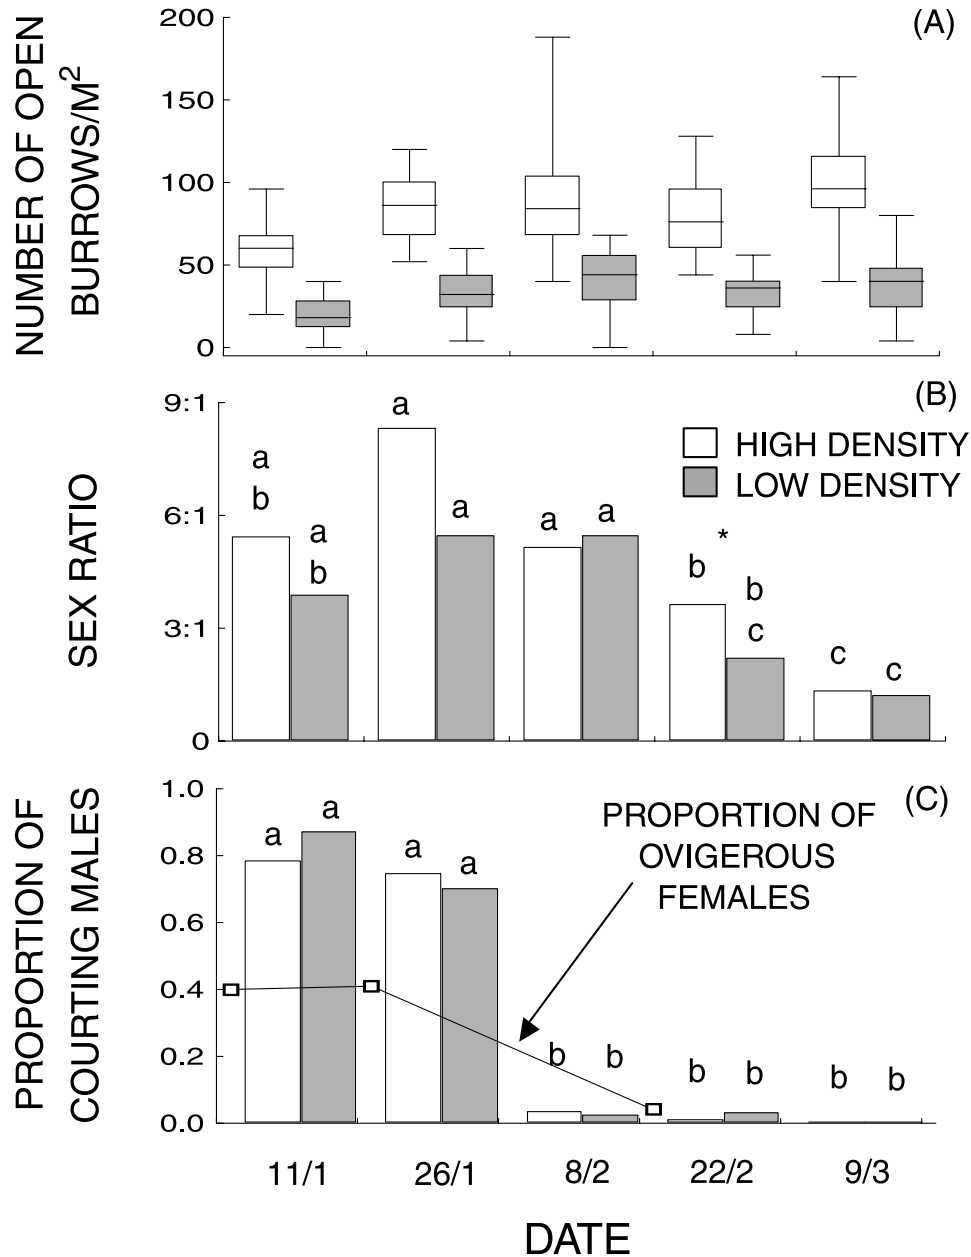 (A)
NUMBER OF OPEN
BURROWS/M²
200
150
100
50
0
(B)
SEX RATIO
9:1
6:1
3:1
0
HIGH DENSITY
LOW DENSITY
a
b
a
b
a
a
a
a
*
b
b
c
c
c
(C)
PROPORTION OF
COURTING MALES
1.0
0.8
0.6
0.4
0.2
0.0
PROPORTION OF
OVIGEROUS
FEMALES
a
a
a
a
b
b
b
b
b
b
11/1
26/1
8/2
22/2
9/3
DATE